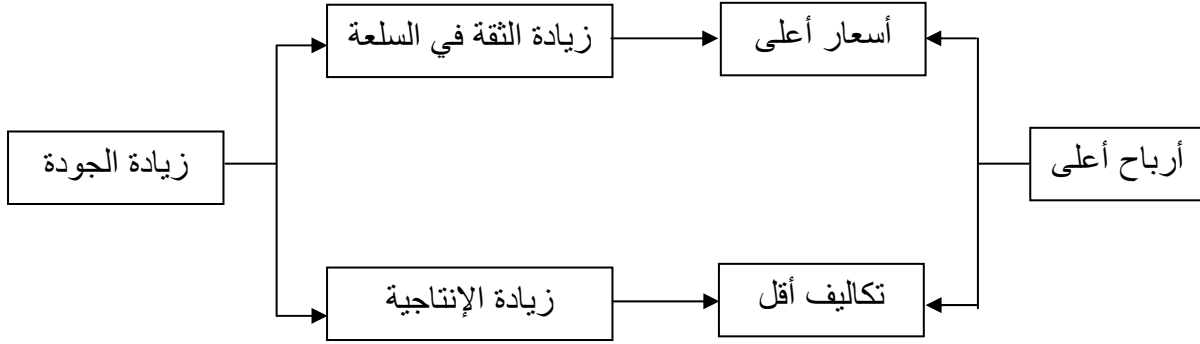 زيادة الثقة في السلعة
أسعار أعلى
زيادة الجودة
أرباح أعلى
زيادة الإنتاجية
تكاليف أقل